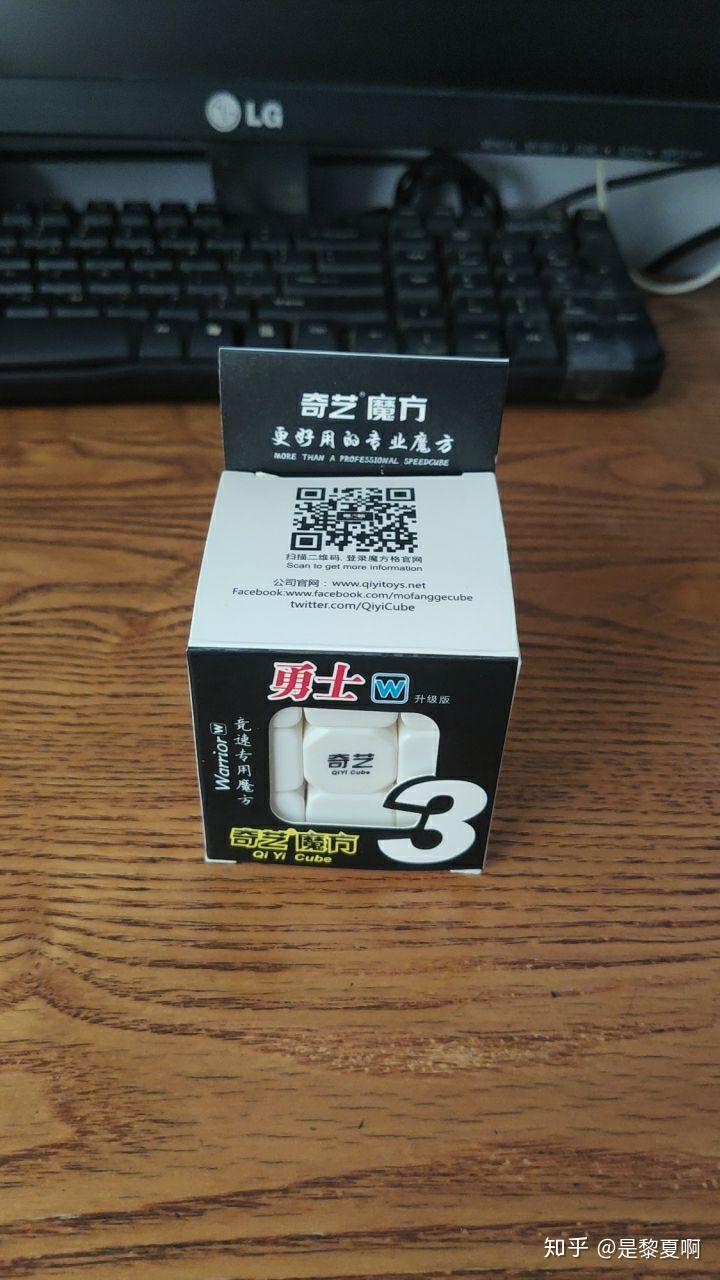 LG
奇艺®魔方
更好用的专业魔方
MORE THAN A PROFESSIONAL SPEEDCUBE
扫描二维码,登录魔方格官网
Scan to get more information
公司官网：www.qiyitoys.net
Facebook:www.facebook.com/mofanggecube
twitter.com/QiyiCube
勇士 W 升级版
Warrior W
竞速专用魔方
奇艺
QiYi Cube
3
奇艺®魔方
Qi Yi Cube
知乎 @是黎夏啊